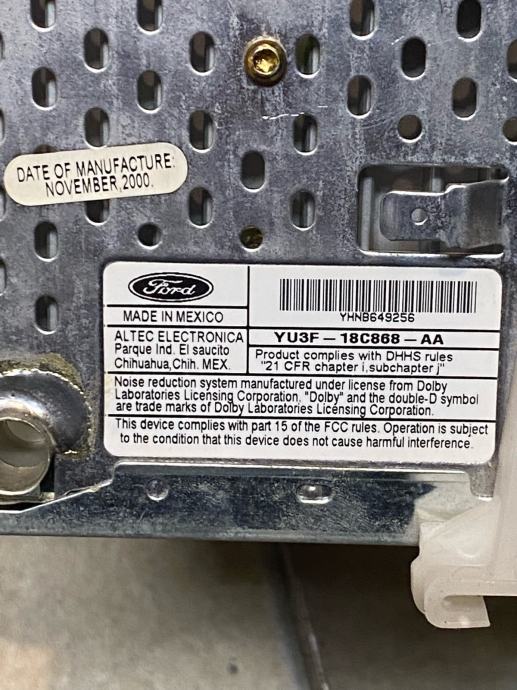 DATE OF MANUFACTURE:
NOVEMBER,2000.
Ford
MADE IN MEXICO
ALTEC ELECTRONICA
Parque Ind. El saucito
Chihuahua,Chih. MEX.
YHNB649256
YU3F-18C868-AA
Product complies with DHHS rules
"21 CFR chapter i,subchapter j"
Noise reduction system manufactured under license from Dolby
Laboratories Licensing Corporation. "Dolby" and the double-D symbol
are trade marks of Dolby Laboratories Licensing Corporation.
This device complies with part 15 of the FCC rules. Operation is subject
to the condition that this device does not cause harmful interference.